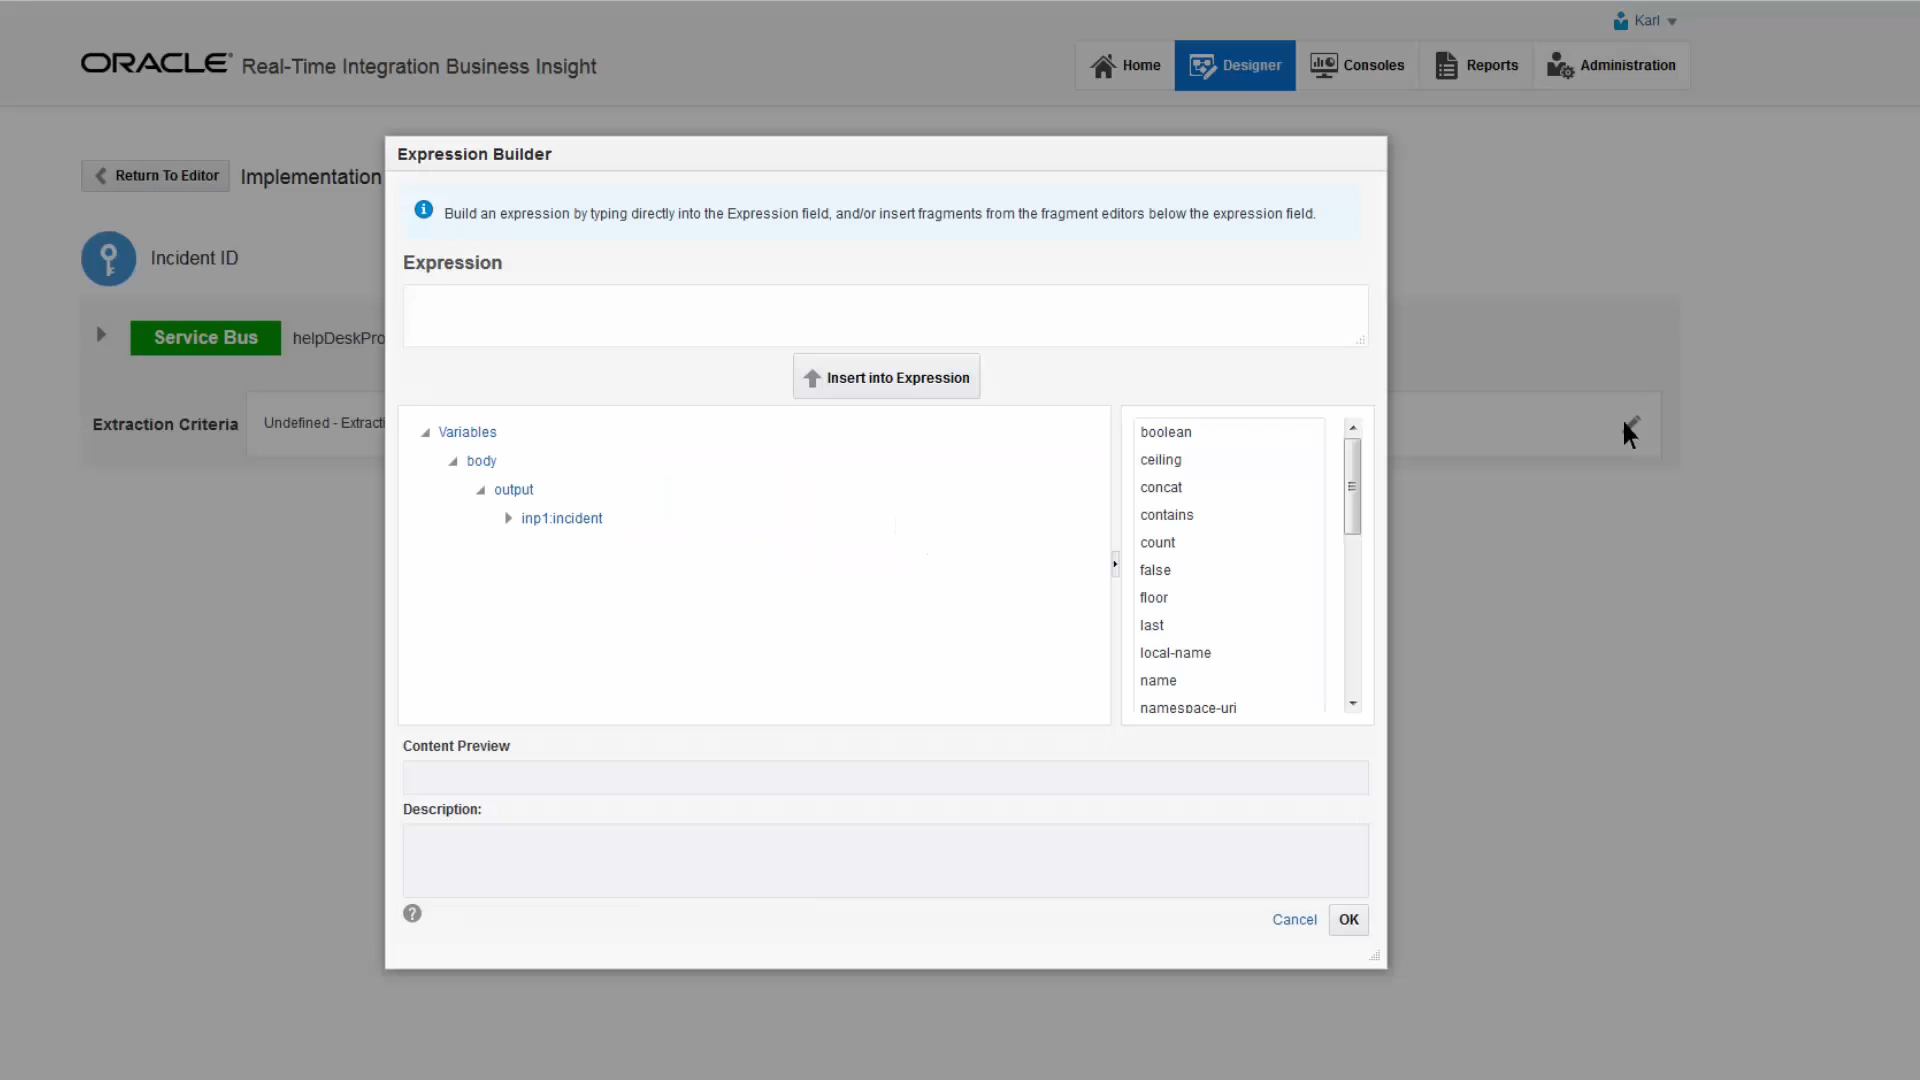 Karl
ORACLE Real-Time Integration Business Insight
Home
Designer
Consoles
Reports
Administration
Return To Editor
Implementation
Incident ID
Service Bus
helpDeskPro
Extraction Criteria
Undefined - Extracti
Expression Builder
Build an expression by typing directly into the Expression field, and/or insert fragments from the fragment editors below the expression field.
Expression
Insert into Expression
Variables
body
output
inp1:incident
boolean
ceiling
concat
contains
count
false
floor
last
local-name
name
namespace-uri
Content Preview
Description:
Cancel
OK